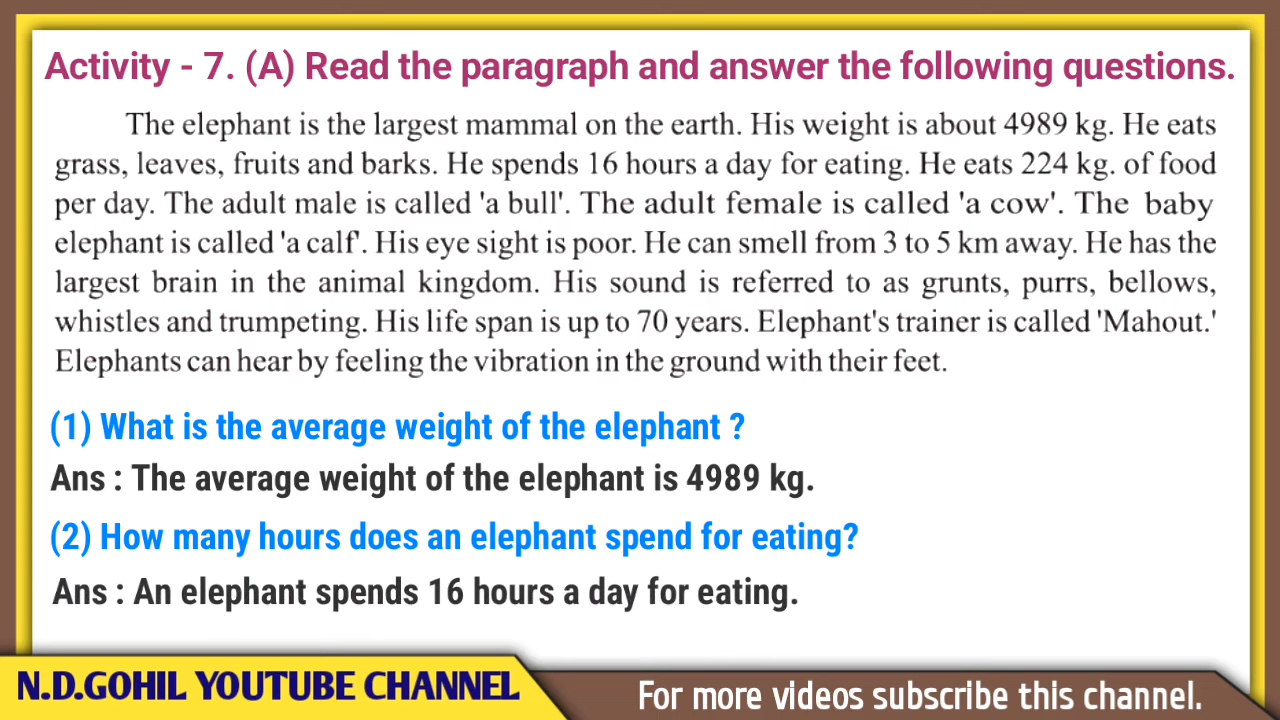 Activity - 7. (A) Read the paragraph and answer the following questions.
The elephant is the largest mammal on the earth. His weight is about 4989 kg. He eats
grass, leaves, fruits and barks. He spends 16 hours a day for eating. He eats 224 kg. of food
per day. The adult male is called 'a bull'. The adult female is called 'a cow'. The baby
elephant is called 'a calf'. His eye sight is poor. He can smell from 3 to 5 km away. He has the
largest brain in the animal kingdom. His sound is referred to as grunts, purrs, bellows,
whistles and trumpeting. His life span is up to 70 years. Elephant's trainer is called 'Mahout.'
Elephants can hear by feeling the vibration in the ground with their feet.
(1) What is the average weight of the elephant ?
Ans : The average weight of the elephant is 4989 kg.
(2) How many hours does an elephant spend for eating?
Ans : An elephant spends 16 hours a day for eating.
N.D.GOHIL YOUTUBE CHANNEL
For more videos subscribe this channel.